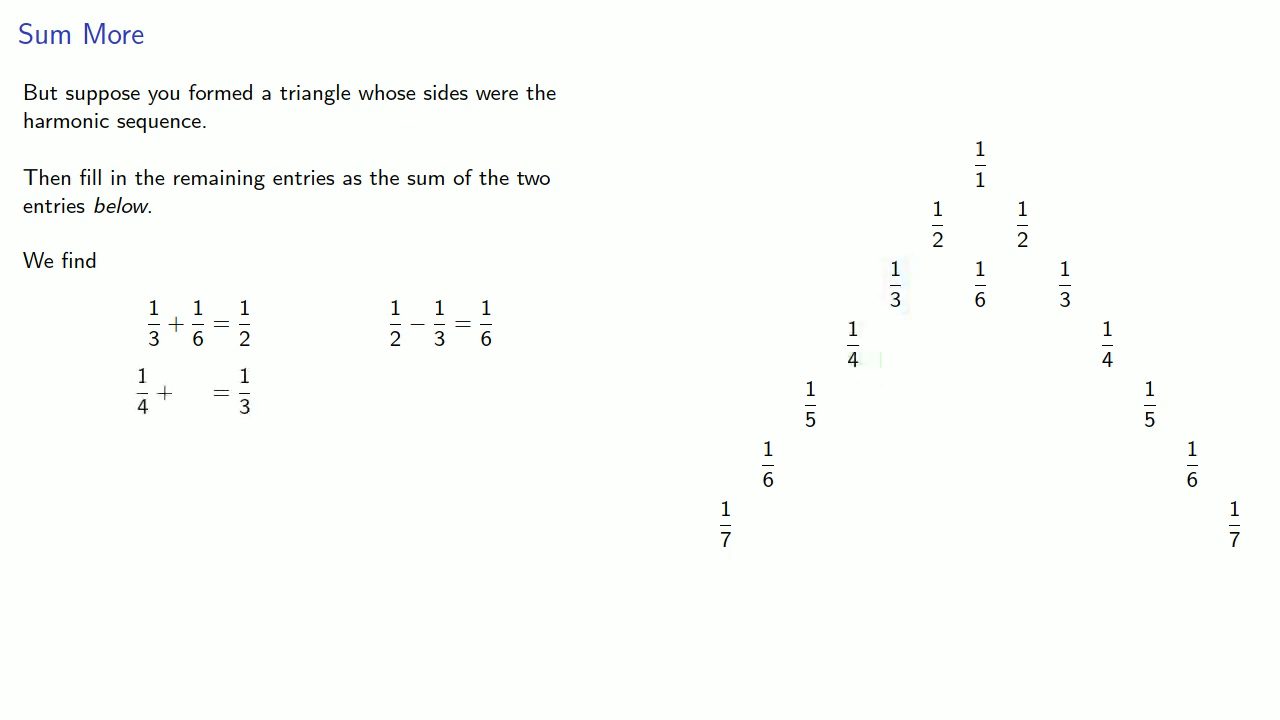 Sum More
But suppose you formed a triangle whose sides were the
harmonic sequence.
Then fill in the remaining entries as the sum of the two
entries below.
We find
1/3 + 1/6 = 1/2    1/2 − 1/3 = 1/6
1/4 +    = 1/3
1/1
1/2 1/2
1/3 1/6 1/3
1/4 1/4
1/5 1/5
1/6 1/6
1/7 1/7